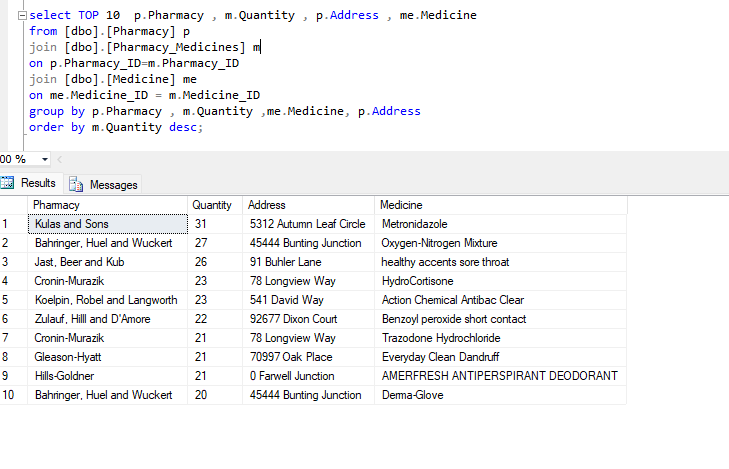 select TOP 10  p.Pharmacy , m.Quantity , p.Address , me.Medicine
from [dbo].[Pharmacy] p
join [dbo].[Pharmacy_Medicines] m
on p.Pharmacy_ID=m.Pharmacy_ID
join [dbo].[Medicine] me
on me.Medicine_ID = m.Medicine_ID
group by p.Pharmacy , m.Quantity ,me.Medicine, p.Address
order by m.Quantity desc;
00 %
Results Messages
Pharmacy Quantity Address Medicine
1 Kulas and Sons 31 5312 Autumn Leaf Circle Metronidazole
2 Bahringer, Huel and Wuckert 27 45444 Bunting Junction Oxygen-Nitrogen Mixture
3 Jast, Beer and Kub 26 91 Buhler Lane healthy accents sore throat
4 Cronin-Murazik 23 78 Longview Way HydroCortisone
5 Koelpin, Robel and Langworth 23 541 David Way Action Chemical Antibac Clear
6 Zulauf, Hilll and D'Amore 22 92677 Dixon Court Benzoyl peroxide short contact
7 Cronin-Murazik 21 78 Longview Way Trazodone Hydrochloride
8 Gleason-Hyatt 21 70997 Oak Place Everyday Clean Dandruff
9 Hills-Goldner 21 0 Farwell Junction AMERFRESH ANTIPERSPIRANT DEODORANT
10 Bahringer, Huel and Wuckert 20 45444 Bunting Junction Derma-Glove